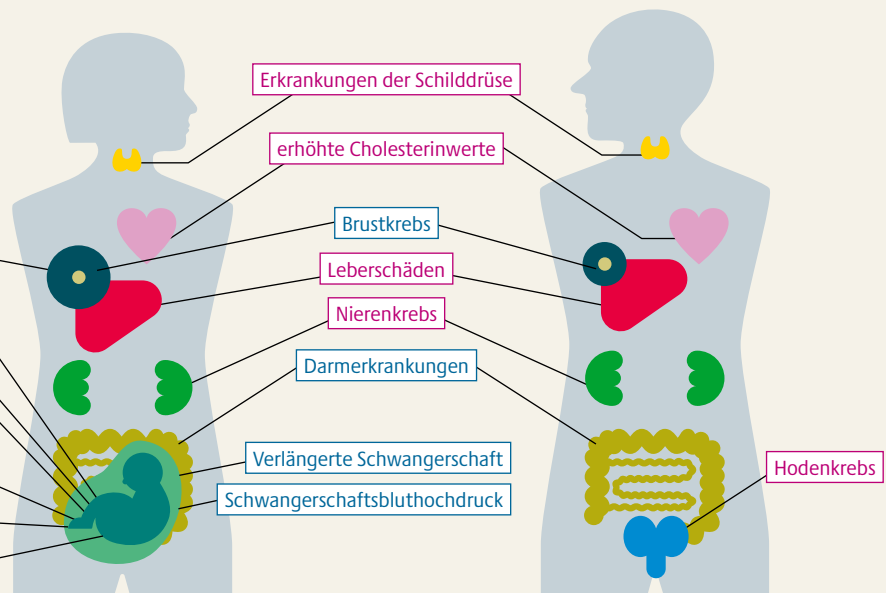 Erkrankungen der Schilddrüse
erhöhte Cholesterinwerte
Brustkrebs
Leberschäden
Nierenkrebs
Darmerkrankungen
Verlängerte Schwangerschaft
Hodenkrebs
Schwangerschaftsbluthochdruck